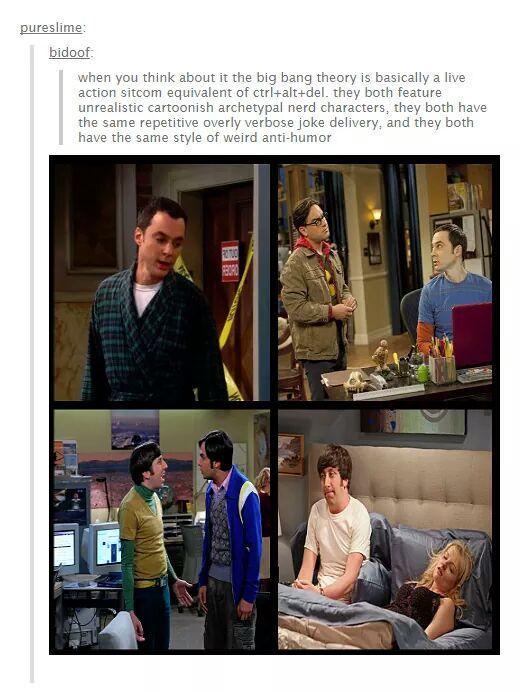 pureslime:
bidoof:
when you think about it the big bang theory is basically a live
action sitcom equivalent of ctrl+alt+del. they both feature
unrealistic cartoonish archetypal nerd characters, they both have
the same repetitive overly verbose joke delivery, and they both
have the same style of weird anti-humor